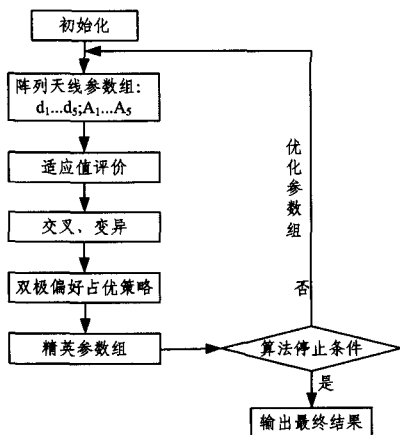 初始化
阵列天线参数组:
d₁...d₅;A₁...A₅
适应值评价
交叉、变异
双极偏好占优策略
精英参数组
算法停止条件
优化参数组
否
是
输出最终结果